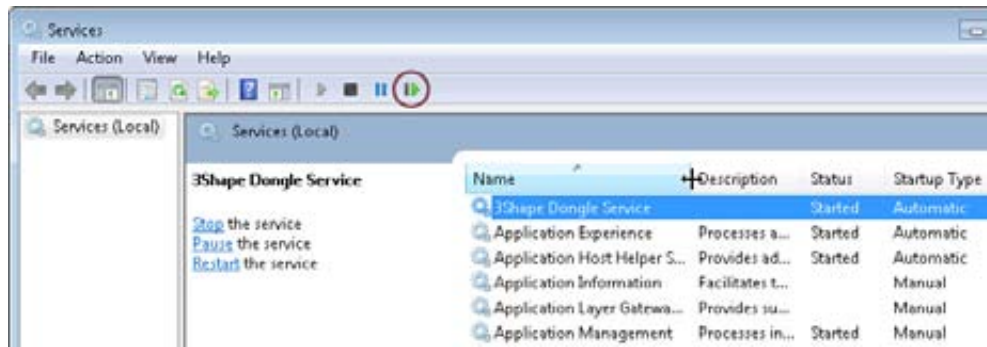 Services
File Action View Help
Services (Local)
Services (Local)
3Shape Dongle Service
Stop the service
Pause the service
Restart the service
Name Description Status Startup Type
3Shape Dongle Service Started Automatic
Application Experience Processes a... Started Automatic
Application Host Helper S... Provides ad... Started Automatic
Application Information Facilitates t... Manual
Application Layer Gatewa... Provides su... Manual
Application Management Processes in... Started Manual